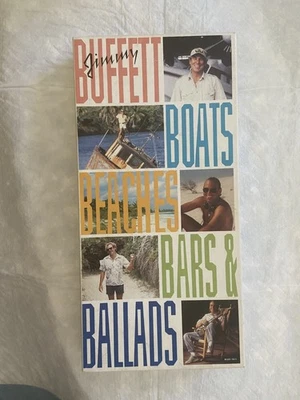 Jimmy
BUFFETT
BOATS
BEACHES
BARS &
BALLADS